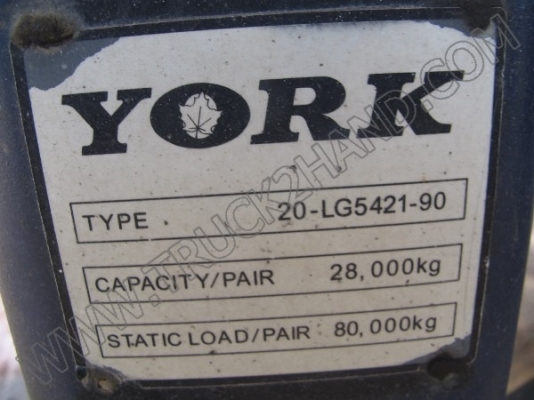 YORK
TYPE 20-LG5421-90
CAPACITY/PAIR 28,000kg
STATIC LOAD/PAIR 80,000kg
WWW.TRUCK2HAND.COM